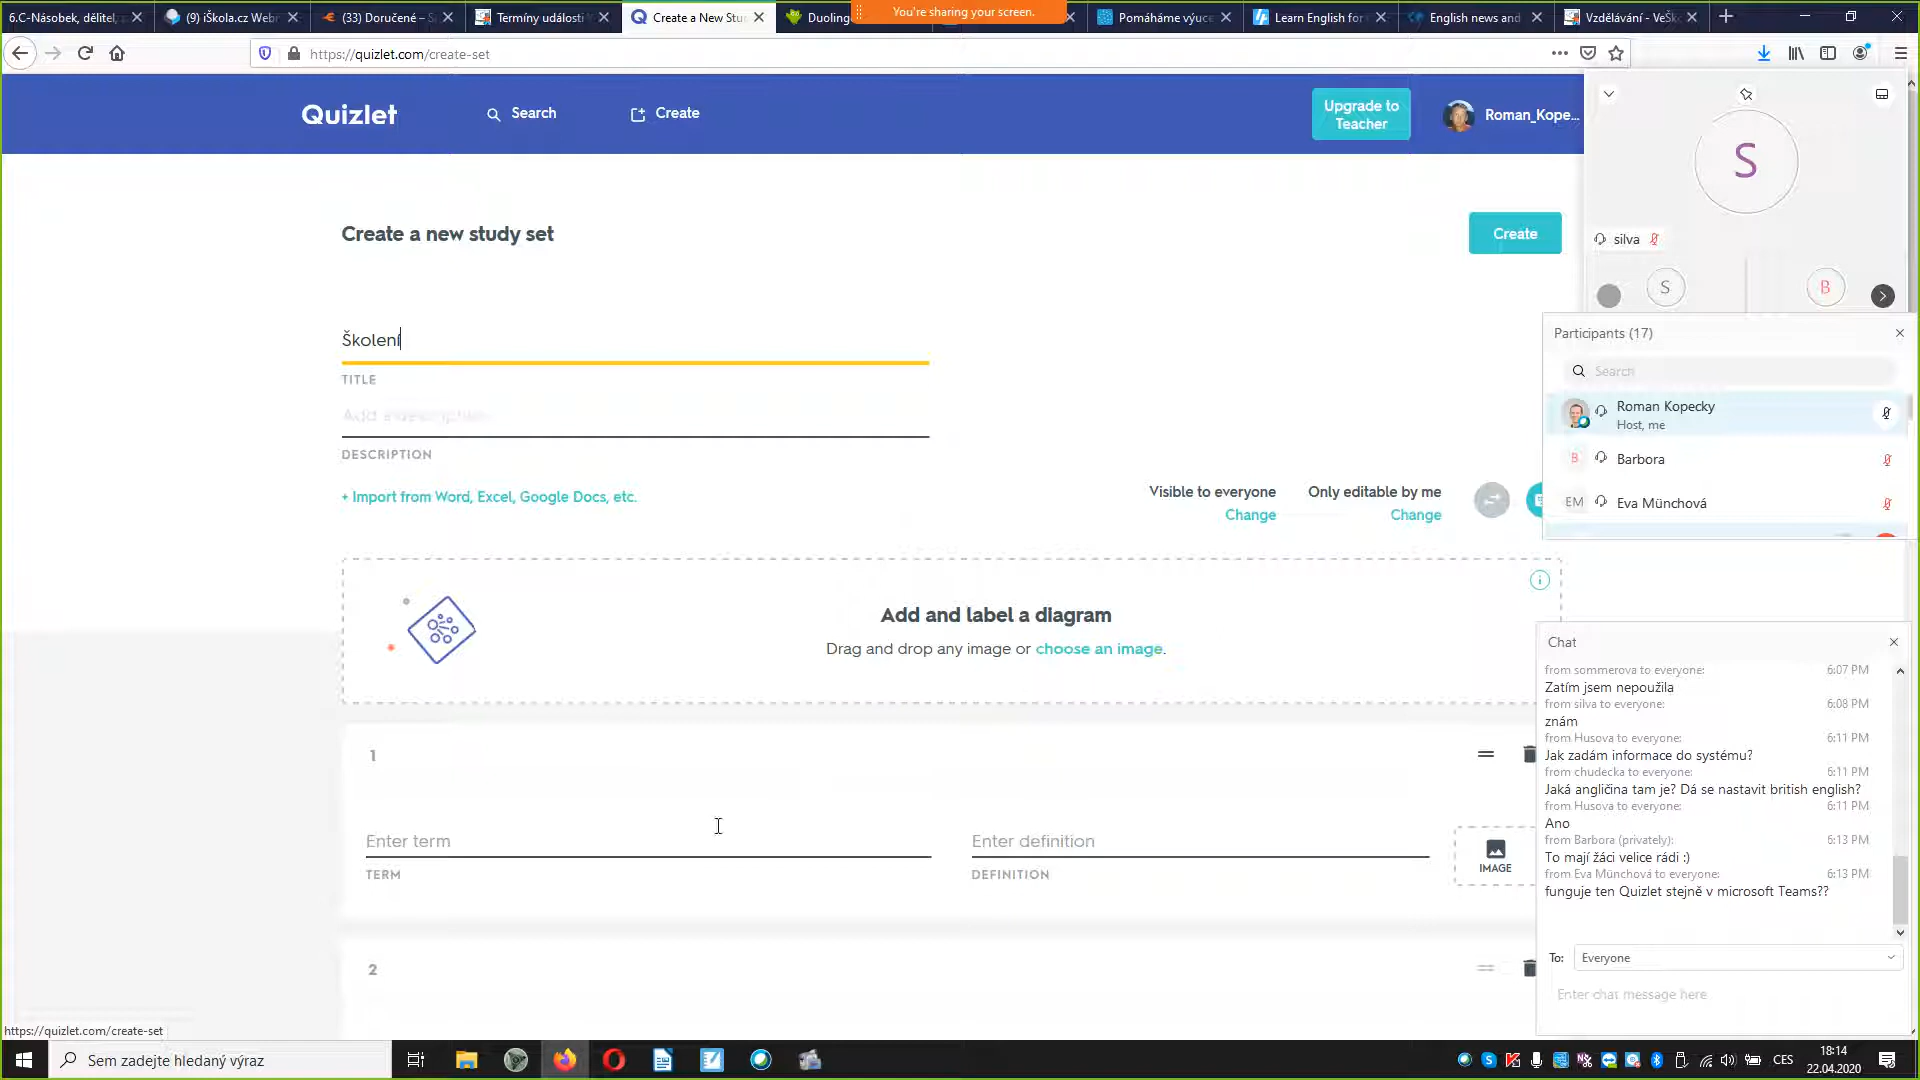 6.C-Násobek, dělitel,
(9) iŠkola.cz Webr
(33) Doručené – S
Termíny události
Create a New Stu
Duoling
You're sharing your screen.
Pomáháme výuce
Learn English for
English news and
Vzdělávání - VeŠk
https://quizlet.com/create-set
Quizlet
Search
Create
Upgrade to
Teacher
Roman_Kope...
S
silva
S
B
Create a new study set
Create
Školení
TITLE
Add a description...
DESCRIPTION
+ Import from Word, Excel, Google Docs, etc.
Visible to everyone
Change
Only editable by me
Change
Participants (17)
Search
Roman Kopecky
Host, me
B
Barbora
EM
Eva Münchová
Add and label a diagram
Drag and drop any image or choose an image.
1
Enter term
TERM
Enter definition
DEFINITION
IMAGE
2
Chat
from sommerova to everyone: 6:07 PM
Zatím jsem nepoužila
from silva to everyone: 6:08 PM
znám
from Husova to everyone: 6:11 PM
Jak zadám informace do systému?
from chudecka to everyone: 6:11 PM
Jaká angličina tam je? Dá se nastavit british english?
from Husova to everyone: 6:11 PM
Ano
from Barbora (privately): 6:13 PM
To mají žáci velice rádi :)
from Eva Münchová to everyone: 6:13 PM
funguje ten Quizlet stejně v microsoft Teams??
To: Everyone
Enter chat message here
https://quizlet.com/create-set
Sem zadejte hledaný výraz
CES
18:14
22.04.2020